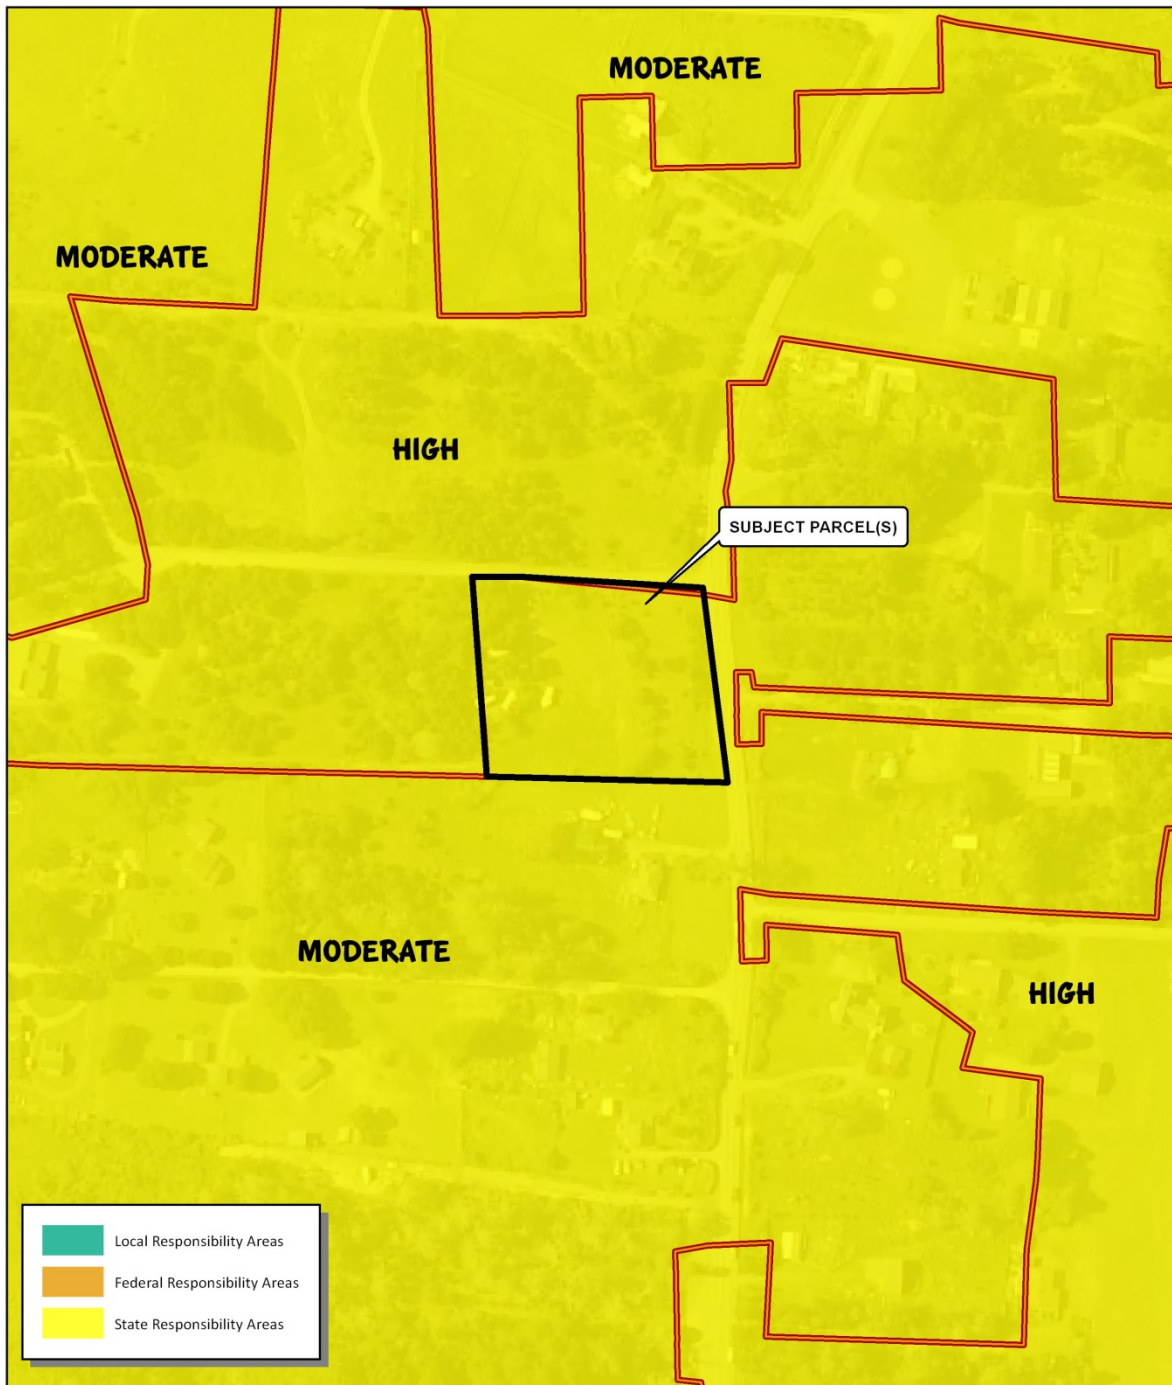 MODERATE
MODERATE
HIGH
SUBJECT PARCEL(S)
MODERATE
HIGH
Local Responsibility Areas
Federal Responsibility Areas
State Responsibility Areas